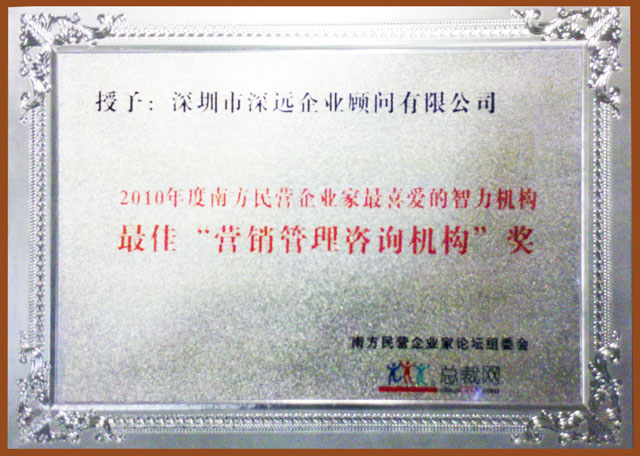 授予：深圳市深远企业顾问有限公司
2010年度南方民营企业家最喜爱的智力机构
最佳“营销管理咨询机构”奖
南方民营企业家论坛组委会
总裁网